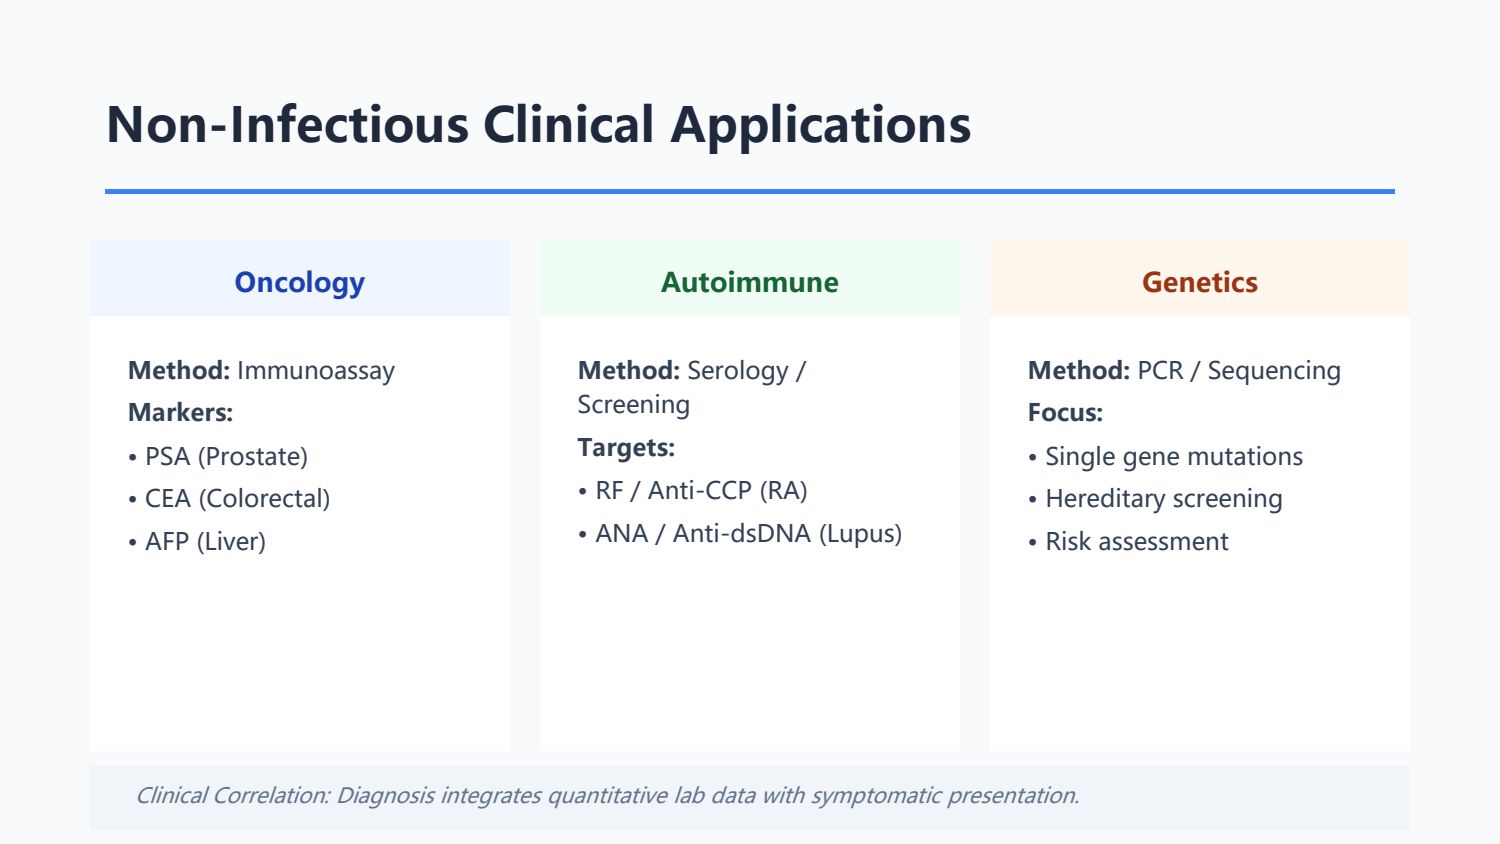 Non-Infectious Clinical Applications
Oncology
Method: Immunoassay
Markers:
• PSA (Prostate)
• CEA (Colorectal)
• AFP (Liver)
Autoimmune
Method: Serology /
Screening
Targets:
• RF / Anti-CCP (RA)
• ANA / Anti-dsDNA (Lupus)
Genetics
Method: PCR / Sequencing
Focus:
• Single gene mutations
• Hereditary screening
• Risk assessment
Clinical Correlation: Diagnosis integrates quantitative lab data with symptomatic presentation.